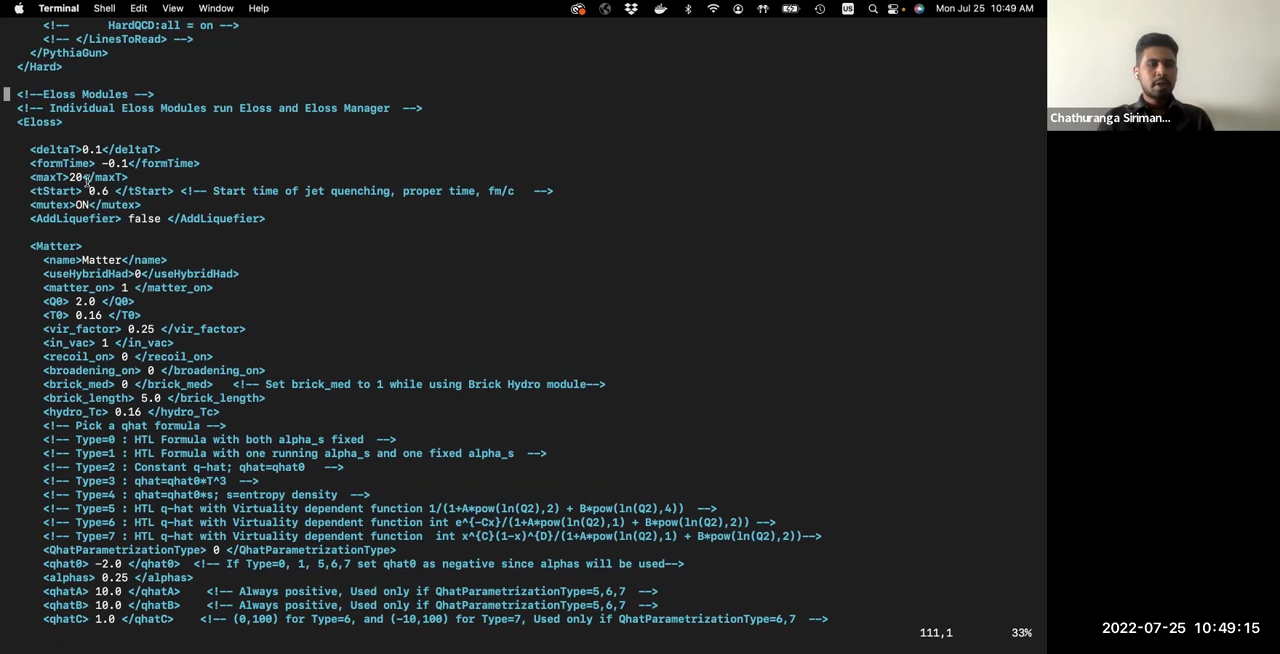 Terminal Shell Edit View Window Help US Mon Jul 25 10:49 AM
<!-- HardQCD:all = on -->
<!-- </LinesToRead> -->
</PythiaGun>
</Hard>
<!--Eloss Modules -->
<!-- Individual Eloss Modules run Eloss and Eloss Manager -->
<Eloss>
<deltaT>0.1</deltaT>
<formTime> -0.1</formTime>
<maxT>20</maxT>
<tStart> 0.6 </tStart> <!-- Start time of jet quenching, proper time, fm/c -->
<mutex>ON</mutex>
<AddLiquefier> false </AddLiquefier>
<Matter>
<name>Matter</name>
<useHybridHad>0</useHybridHad>
<matter_on> 1 </matter_on>
<Q0> 2.0 </Q0>
<T0> 0.16 </T0>
<vir_factor> 0.25 </vir_factor>
<in_vac> 1 </in_vac>
<recoil_on> 0 </recoil_on>
<broadening_on> 0 </broadening_on>
<brick_med> 0 </brick_med> <!-- Set brick_med to 1 while using Brick Hydro module-->
<brick_length> 5.0 </brick_length>
<hydro_Tc> 0.16 </hydro_Tc>
<!-- Pick a qhat formula -->
<!-- Type=0 : HTL Formula with both alpha_s fixed -->
<!-- Type=1 : HTL Formula with one running alpha_s and one fixed alpha_s -->
<!-- Type=2 : Constant q-hat; qhat=qhat0 -->
<!-- Type=3 : qhat=qhat0*T^3 -->
<!-- Type=4 : qhat=qhat0*s; s=entropy density -->
<!-- Type=5 : HTL q-hat with Virtuality dependent function 1/(1+A*pow(ln(Q2),2) + B*pow(ln(Q2),4)) -->
<!-- Type=6 : HTL q-hat with Virtuality dependent function int e^{-Cx}/(1+A*pow(ln(Q2),1) + B*pow(ln(Q2),2)) -->
<!-- Type=7 : HTL q-hat with Virtuality dependent function int x^{C}(1-x)^{D}/(1+A*pow(ln(Q2),1) + B*pow(ln(Q2),2))-->
<QhatParametrizationType> 0 </QhatParametrizationType>
<qhat0> -2.0 </qhat0> <!-- If Type=0, 1, 5,6,7 set qhat0 as negative since alphas will be used-->
<alphas> 0.25 </alphas>
<qhatA> 10.0 </qhatA> <!-- Always positive, Used only if QhatParametrizationType=5,6,7 -->
<qhatB> 10.0 </qhatB> <!-- Always positive, Used only if QhatParametrizationType=5,6,7 -->
<qhatC> 1.0 </qhatC> <!-- (0,100) for Type=6, and (-10,100) for Type=7, Used only if QhatParametrizationType=6,7 -->
111,1 33%
Chathuranga Siriman...
2022-07-25 10:49:15